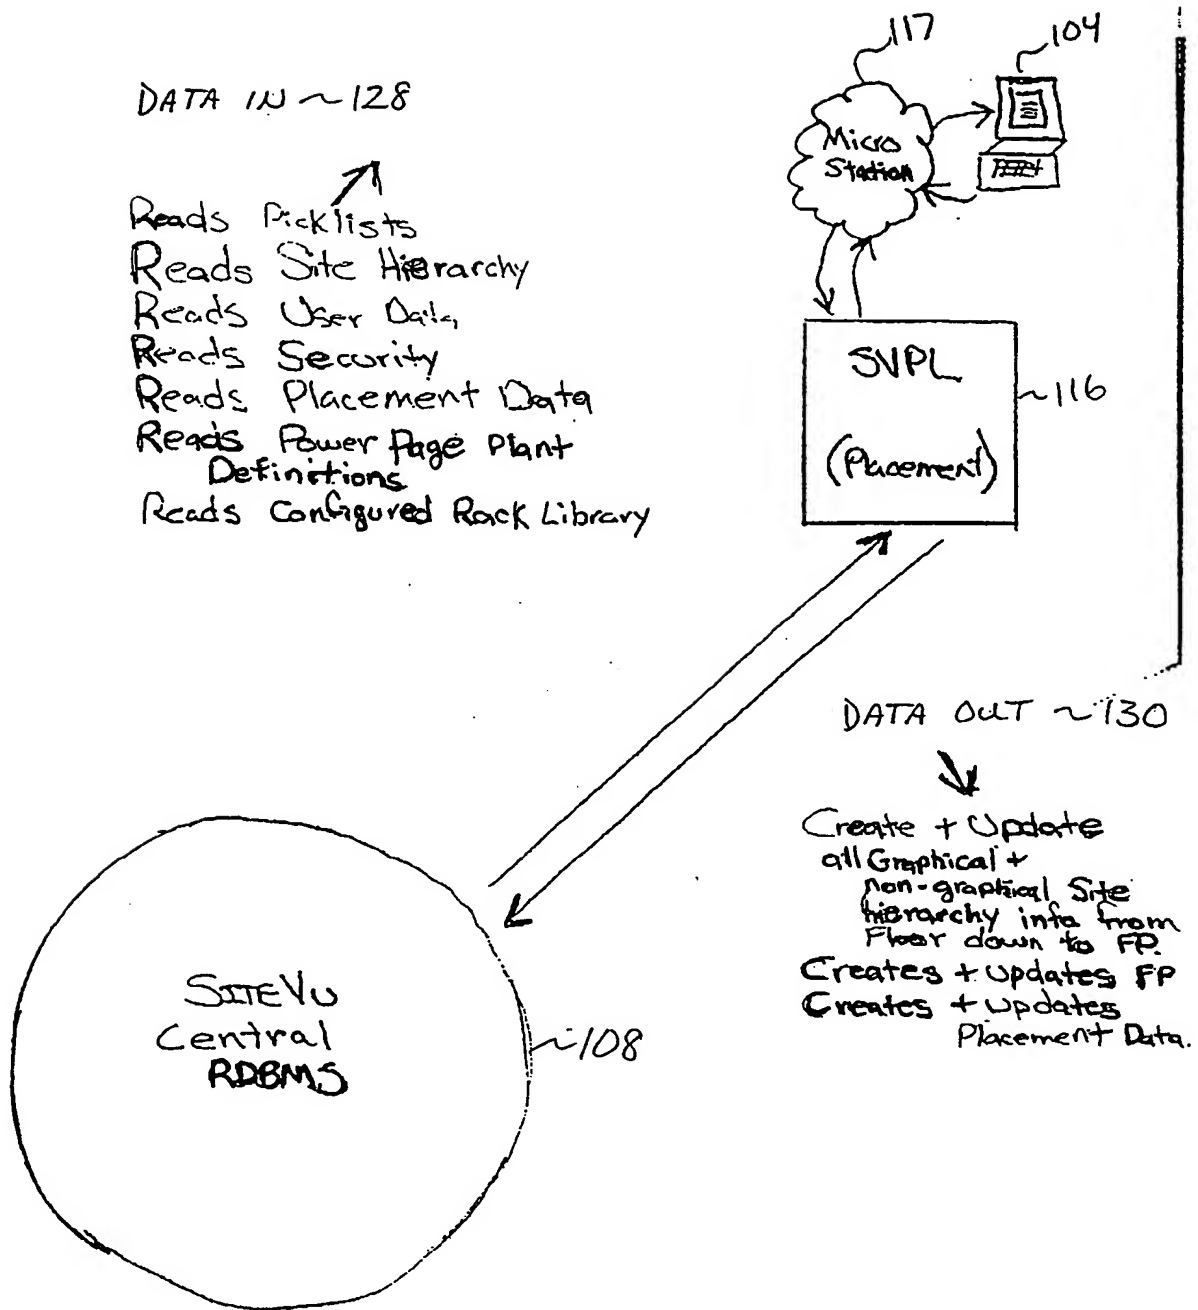 117
104
DATA IN ~128
Micro
Station
Reads Picklists
Reads Site Hierarchy
Reads User Data
Reads Security
Reads Placement Data
Reads Power Page Plant
Definitions
Reads Configured Rack Library
SVPL
(Placement)
~116
DATA OUT ~130
Create + Update
all Graphical +
non-graphical Site
hierarchy info from
Floor down to FP.
Creates + Updates FP
Creates + Updates
Placement Data.
SITEVU
Central
RDBMS
~108